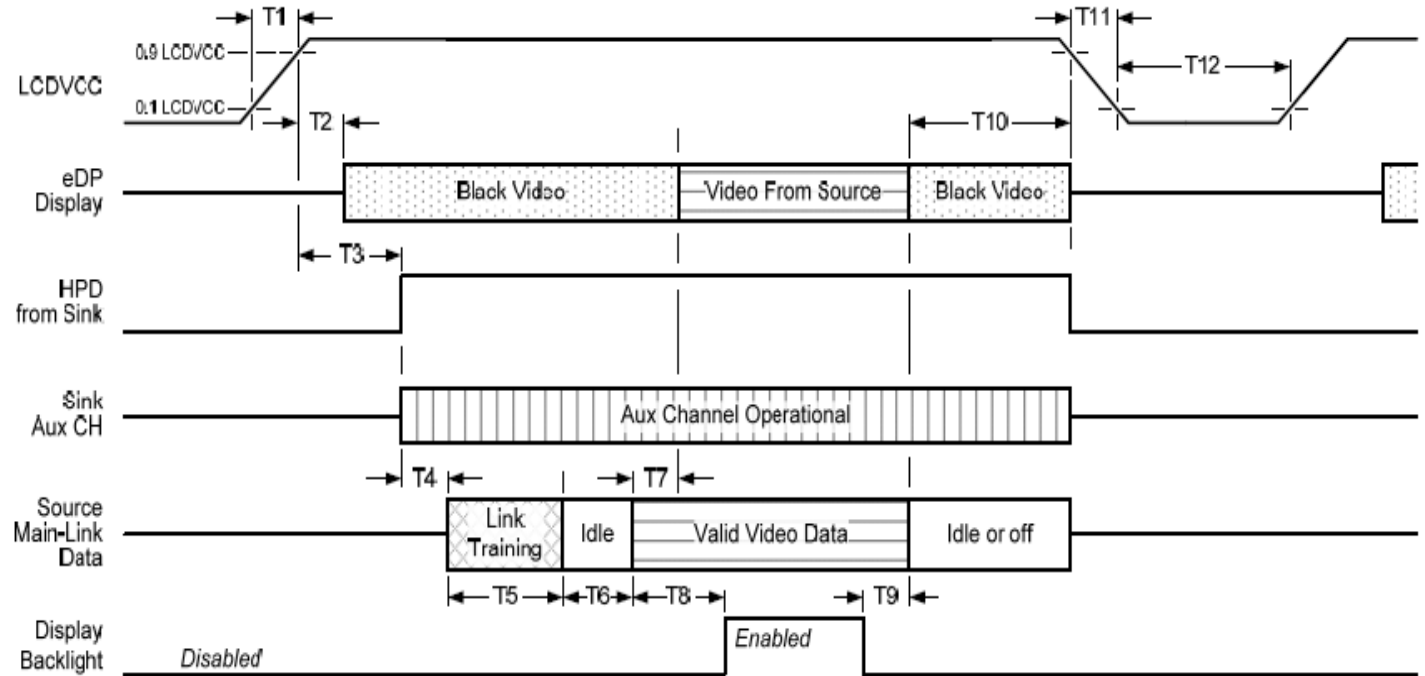 T1
T11
0.9 LCDVCC
LCDVCC
T12
0.1 LCDVCC
T2
T10
eDP
Display
Black Video
Video From Source
Black Video
T3
HPD
from Sink
Sink
Aux CH
Aux Channel Operational
T4
T7
Source
Main-Link
Data
Link
Training
Idle
Valid Video Data
Idle or off
T5
T6
T8
T9
Display
Backlight
Disabled
Enabled